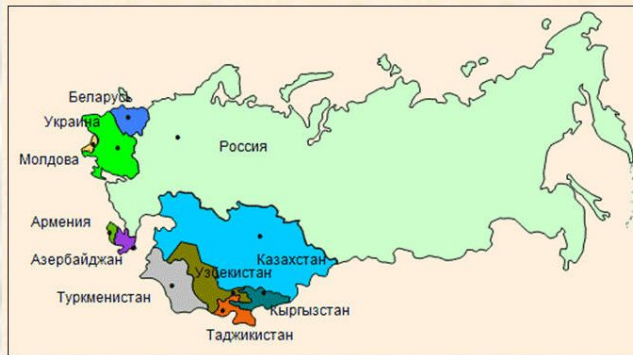 Беларусь
Украина
Россия
Молдова
Армения
Азербайджан
Казахстан
Узбекистан
Туркменистан
Кыргызстан
Таджикистан